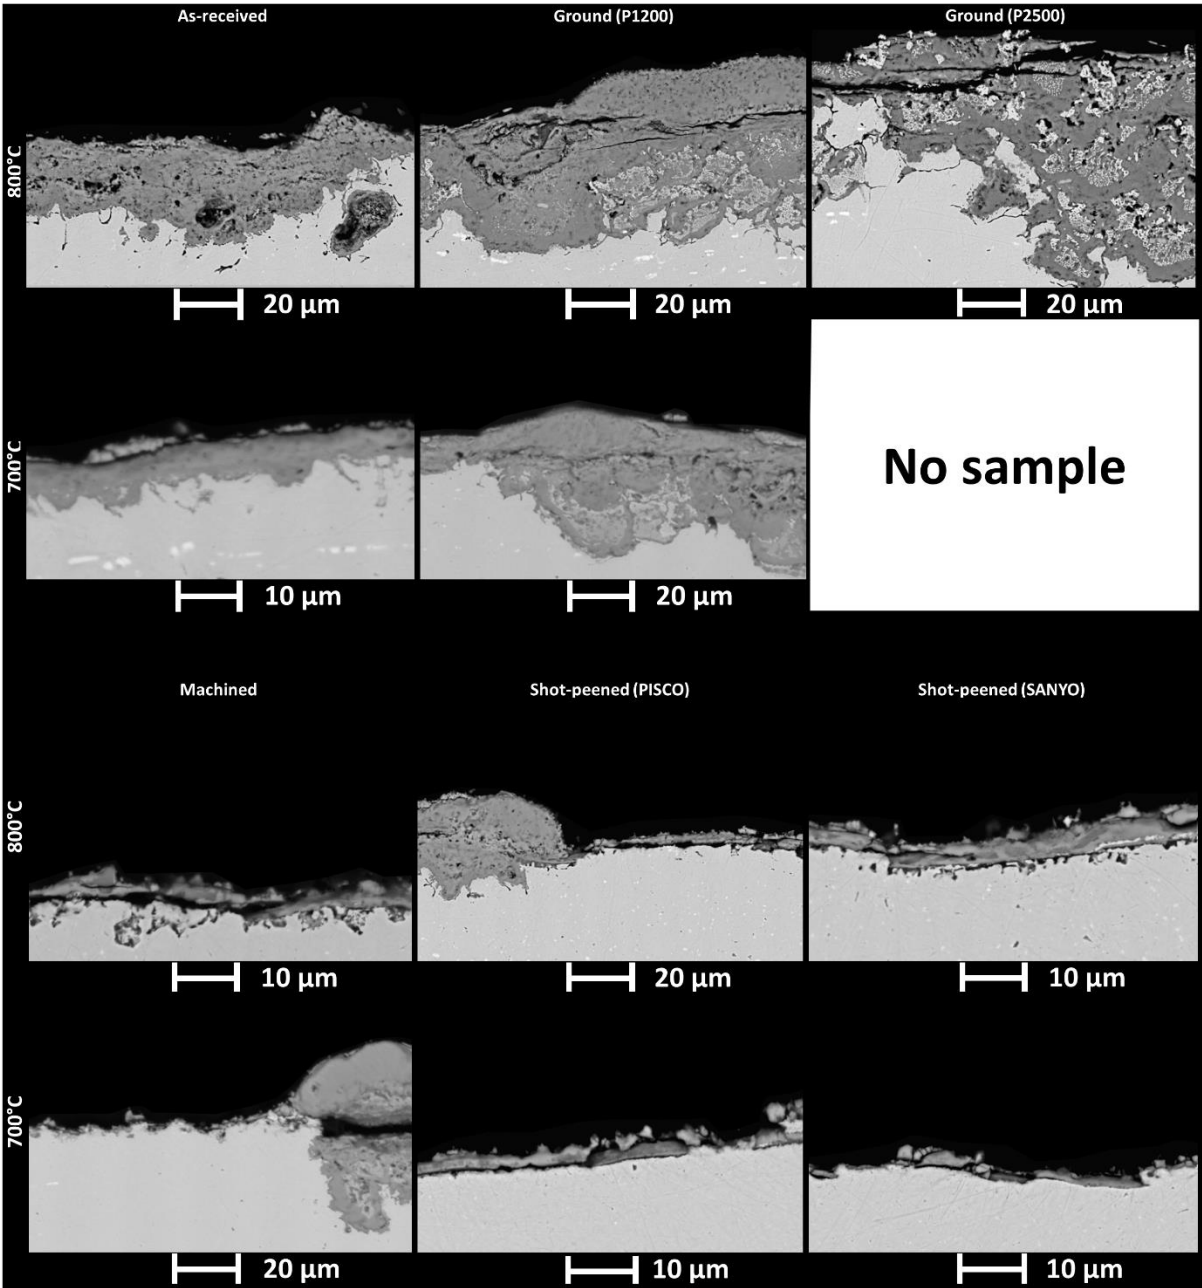 As-received
Ground (P1200)
Ground (P2500)
800°C
20 µm
20 µm
20 µm
700°C
No sample
10 µm
20 µm
Machined
Shot-peened (PISCO)
Shot-peened (SANYO)
800°C
10 µm
20 µm
10 µm
700°C
20 µm
10 µm
10 µm